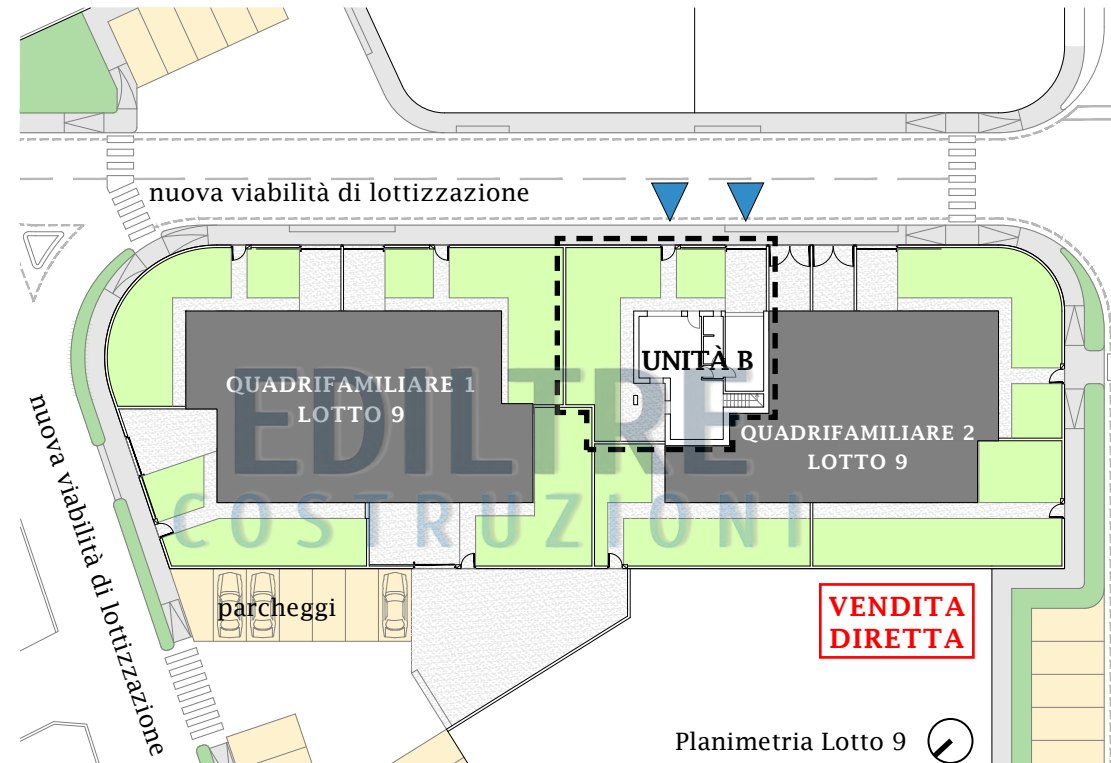 nuova viabilità di lottizzazione
UNITÀ B
QUADRIFAMILIARE 1
LOTTO 9
QUADRIFAMILIARE 2
LOTTO 9
EDILTRE
COSTRUZIONI
nuova viabilità di lottizzazione
parcheggi
VENDITA
DIRETTA
Planimetria Lotto 9